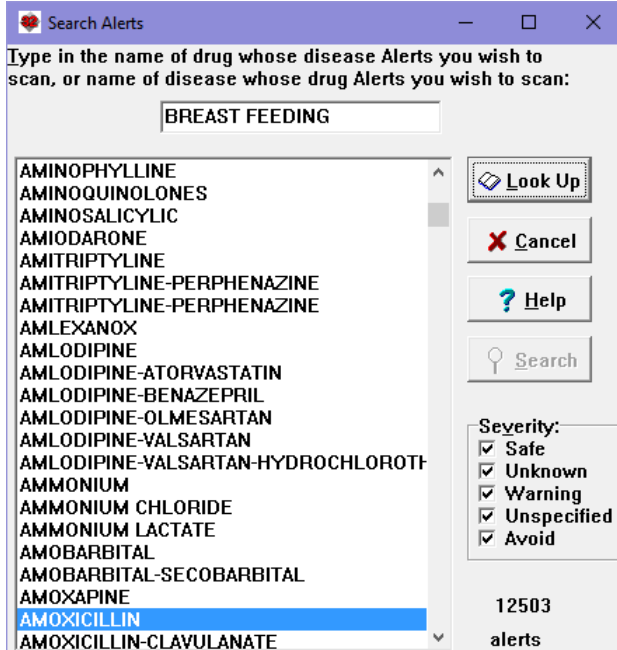 Search Alerts
Type in the name of drug whose disease Alerts you wish to
scan, or name of disease whose drug Alerts you wish to scan:
BREAST FEEDING
AMINOPHYLLINE
AMINOQUINOLONES
AMINOSALICYLIC
AMIODARONE
AMITRIPTYLINE
AMITRIPTYLINE-PERPHENAZINE
AMITRIPTYLINE-PERPHENAZINE
AMLEXANOX
AMLODIPINE
AMLODIPINE-ATORVASTATIN
AMLODIPINE-BENAZEPRIL
AMLODIPINE-OLMESARTAN
AMLODIPINE-VALSARTAN
AMLODIPINE-VALSARTAN-HYDROCHLOROTH
AMMONIUM
AMMONIUM CHLORIDE
AMMONIUM LACTATE
AMOBARBITAL
AMOBARBITAL-SECOBARBITAL
AMOXAPINE
AMOXICILLIN
AMOXICILLIN-CLAVULANATE
Look Up
Cancel
? Help
Search
Severity:
Safe
Unknown
Warning
Unspecified
Avoid
12503
alerts